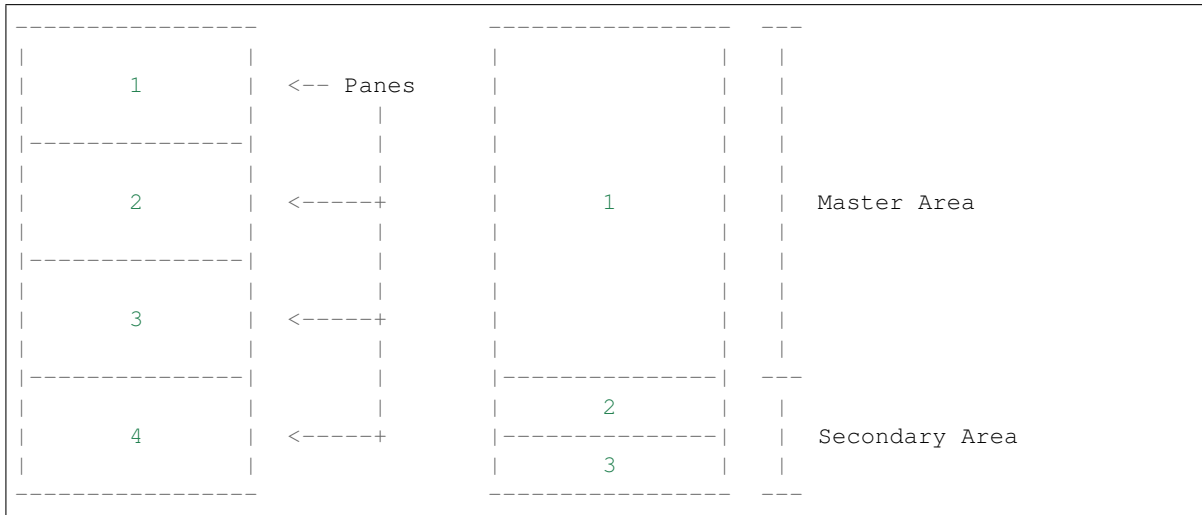 -----------------                         -----------------  ---
|               |                         |               |   |
|       1       |  <-- Panes              |               |   |
|               |        |                |               |   |
|---------------|        |                |               |   |
|               |        |                |               |   |
|       2       |  <-----+                |       1       |   |  Master Area
|               |        |                |               |   |
|---------------|        |                |               |   |
|               |        |                |               |   |
|       3       |  <-----+                |               |   |
|               |        |                |               |   |
|---------------|        |                |---------------|  ---
|               |        |                |       2       |   |
|       4       |  <-----+                |---------------|   |  Secondary Area
|               |                         |       3       |   |
-----------------                         -----------------  ---